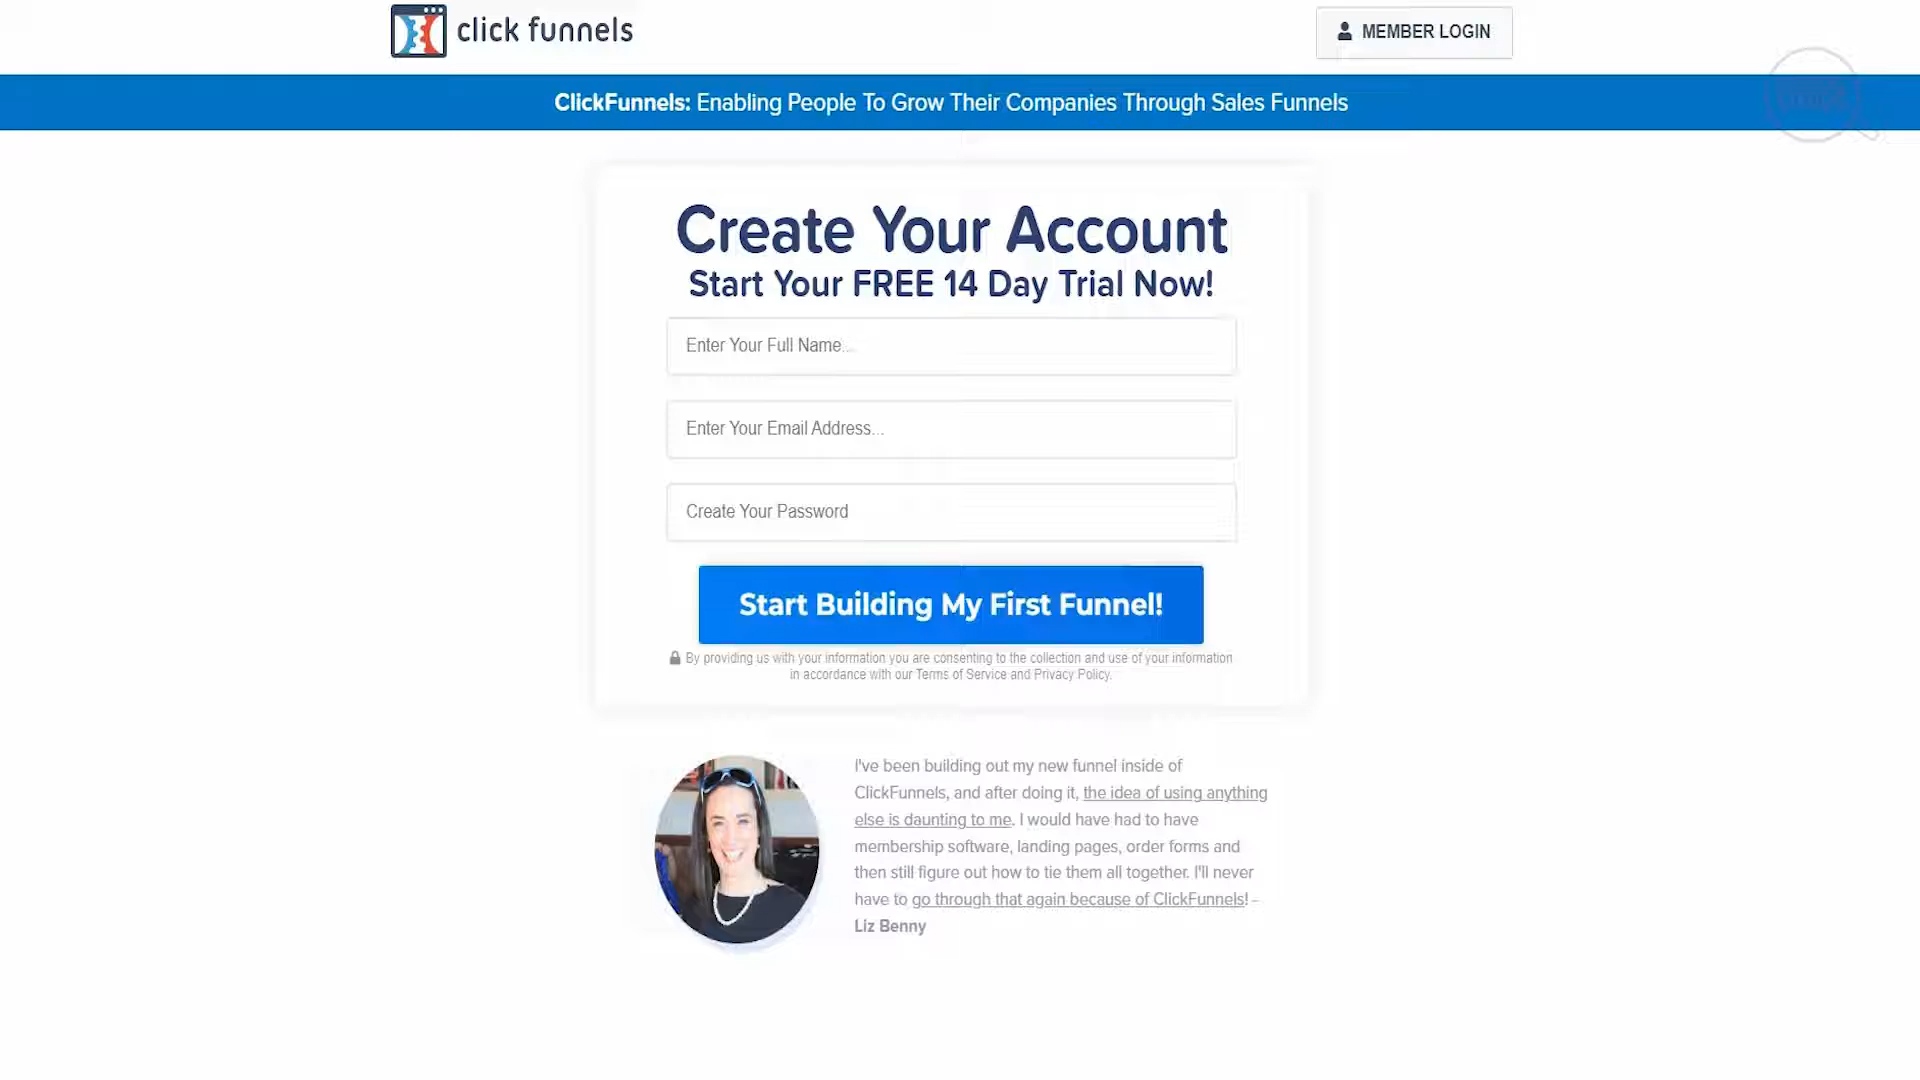 click funnels
MEMBER LOGIN
ClickFunnels: Enabling People To Grow Their Companies Through Sales Funnels
Create Your Account
Start Your FREE 14 Day Trial Now!
Enter Your Full Name...
Enter Your Email Address...
Create Your Password
Start Building My First Funnel!
By providing us with your information you are consenting to the collection and use of your information
in accordance with our Terms of Service and Privacy Policy.
I've been building out my new funnel inside of
ClickFunnels, and after doing it, the idea of using anything
else is daunting to me. I would have had to have
membership software, landing pages, order forms and
then still figure out how to tie them all together. I'll never
have to go through that again because of ClickFunnels! -
Liz Benny